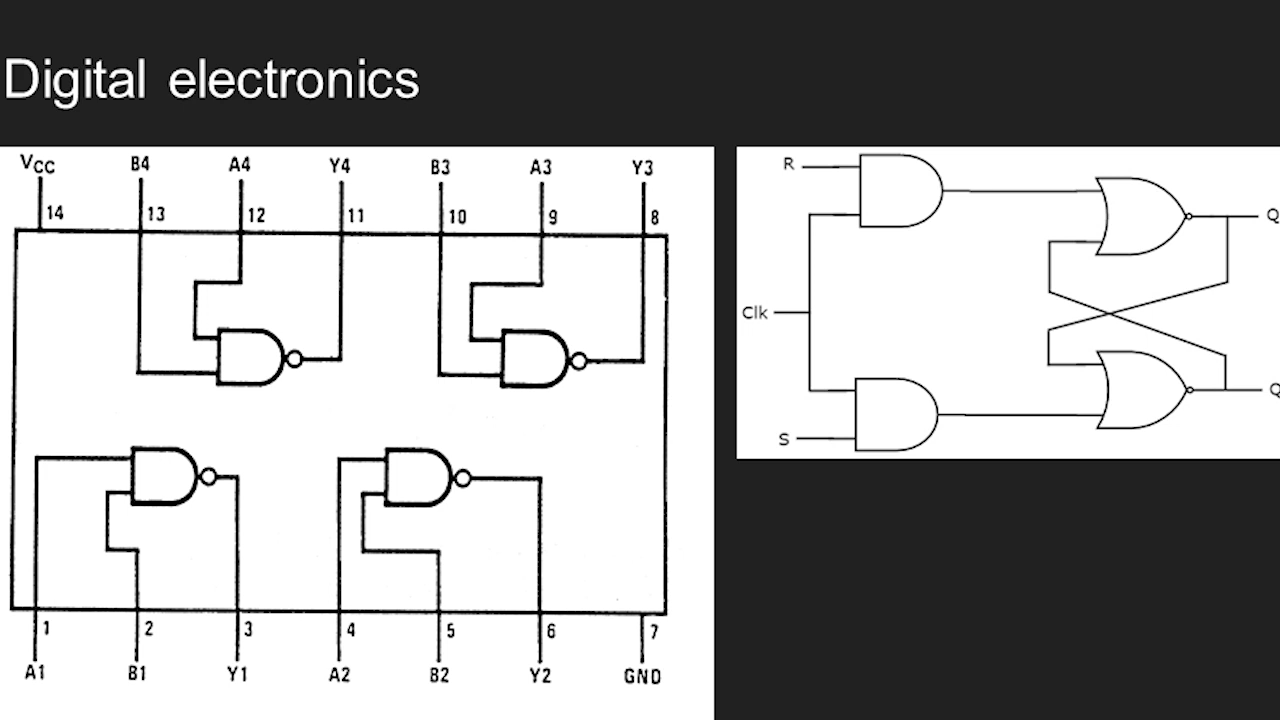 Digital electronics
VCC B4 A4 Y4 B3 A3 Y3
14 13 12 11 10 9 8
1 2 3 4 5 6 7
A1 B1 Y1 A2 B2 Y2 GND
R
Q
Clk
S
Q